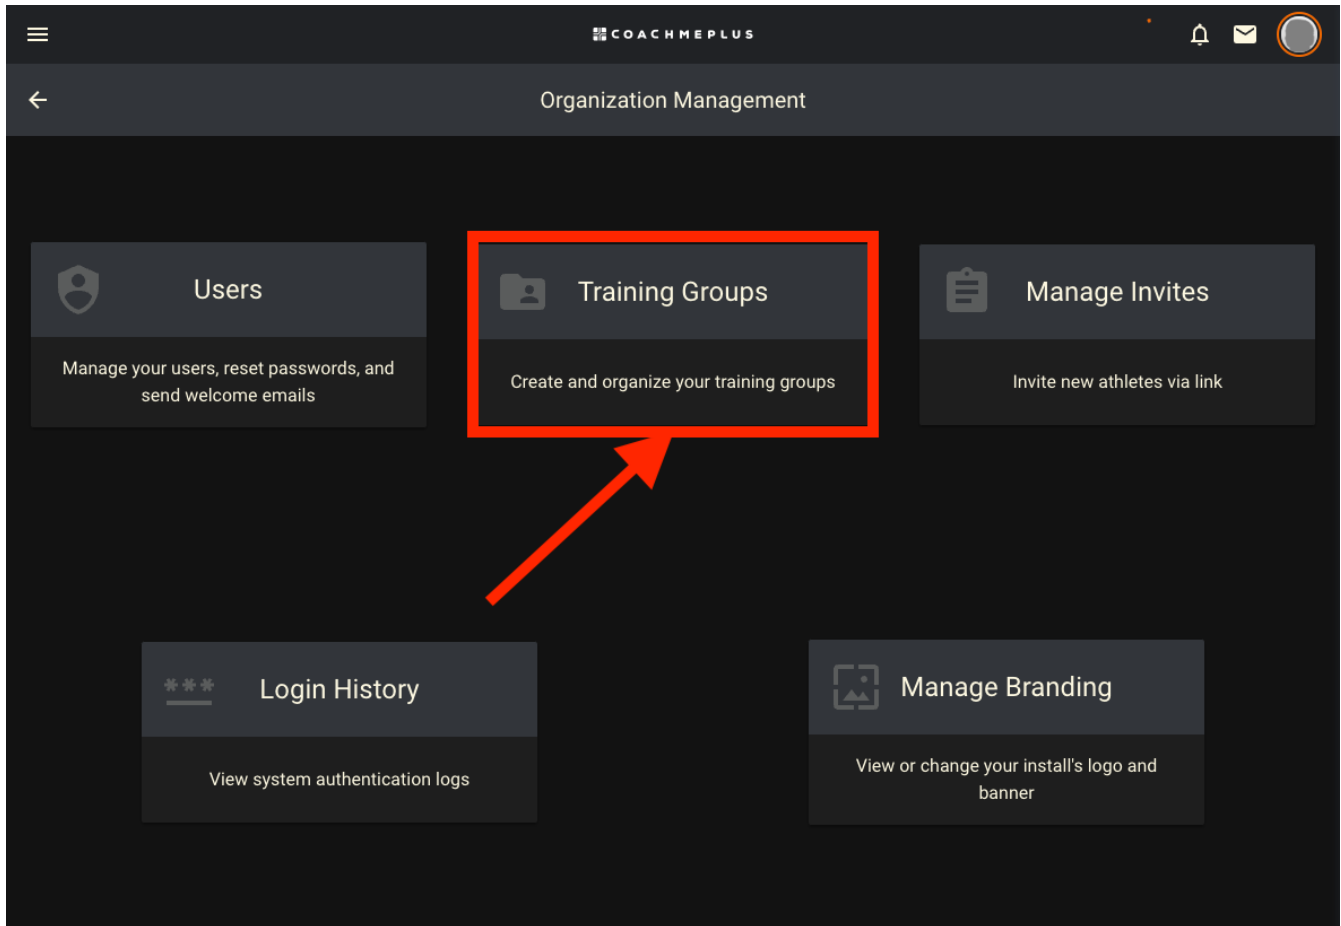 COACHMEPLUS
Organization Management
Users
Manage your users, reset passwords, and
send welcome emails
Training Groups
Create and organize your training groups
Manage Invites
Invite new athletes via link
*** Login History
View system authentication logs
Manage Branding
View or change your install's logo and
banner